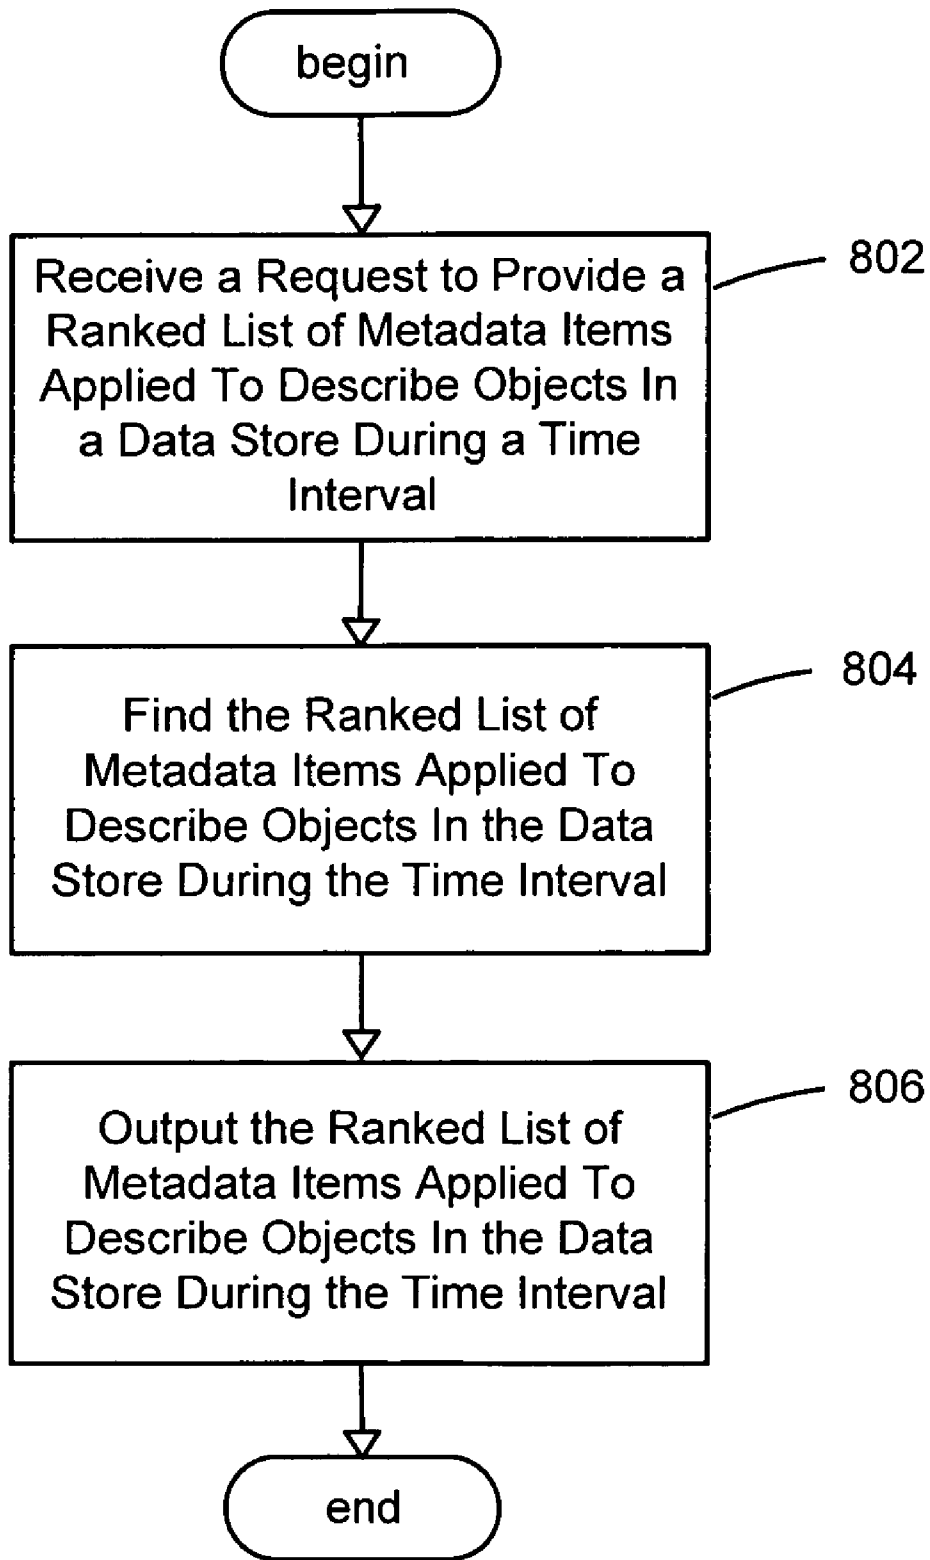 begin
Receive a Request to Provide a
Ranked List of Metadata Items
Applied To Describe Objects In
a Data Store During a Time
Interval
802
Find the Ranked List of
Metadata Items Applied To
Describe Objects In the Data
Store During the Time Interval
804
Output the Ranked List of
Metadata Items Applied To
Describe Objects In the Data
Store During the Time Interval
806
end